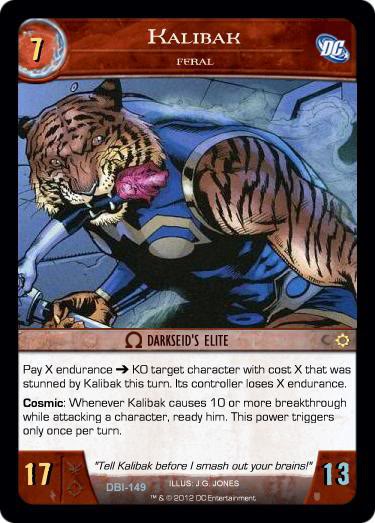 7
KALIBAK
DC
FERAL
Ω DARKSEID'S ELITE
Pay X endurance ➔ KO target character with cost X that was
stunned by Kalibak this turn. Its controller loses X endurance.
Cosmic: Whenever Kalibak causes 10 or more breakthrough
while attacking a character, ready him. This power triggers
only once per turn.
17
"Tell Kalibak before I smash out your brains!"
13
DBI-149
ILLUS: J.G. JONES
™ & © 2012 DC Entertainment